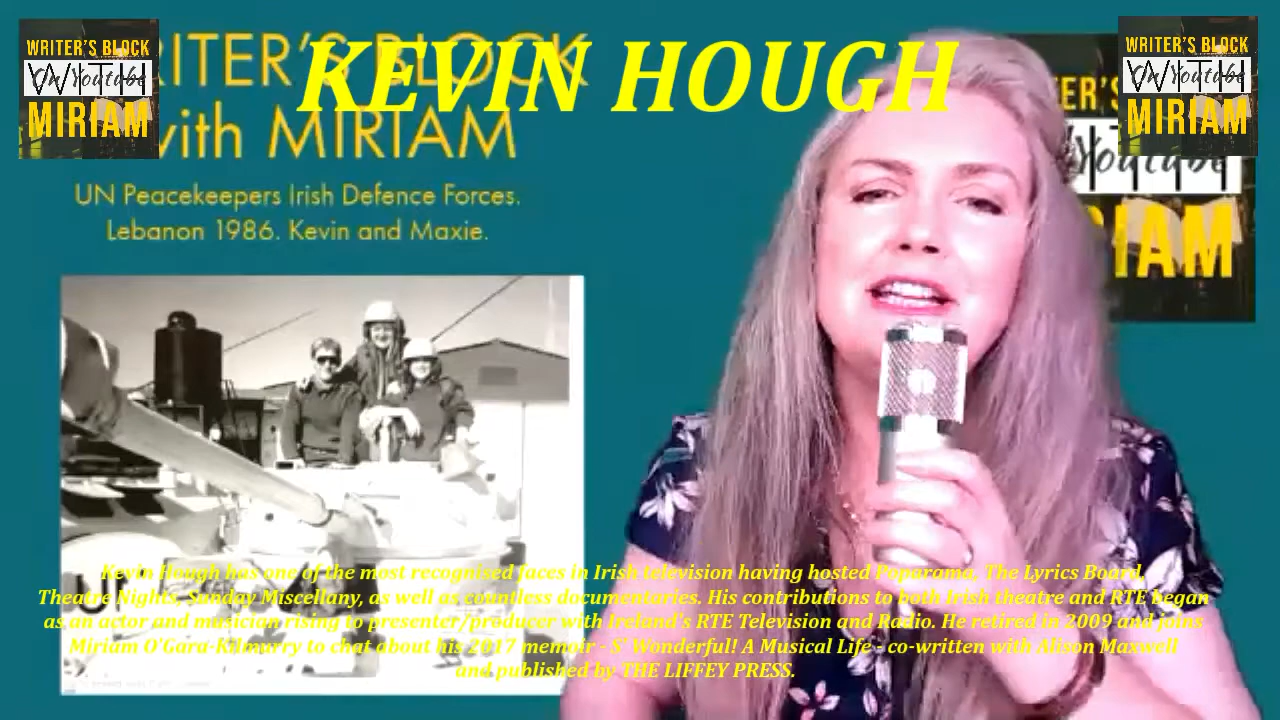 WRITER'S BLOCK
WITH
On Youtube
MIRIAM
RITER'S BLOCK
with MIRIAM
KEVIN HOUGH
UN Peacekeepers Irish Defence Forces.
Lebanon 1986. Kevin and Maxie.
WRITER'S BLOCK
WITH
On Youtube
MIRIAM
ER'S
Youtube
IAM
Kevin Hough has one of the most recognised faces in Irish television having hosted Poparama, The Lyrics Board,
Theatre Nights, Sunday Miscellany, as well as countless documentaries. His contributions to both Irish theatre and RTE began
as an actor and musician rising to presenter/producer with Ireland's RTE Television and Radio. He retired in 2009 and joins
Miriam O'Gara-Kilmurry to chat about his 2017 memoir - S' Wonderful! A Musical Life - co-written with Alison Maxwell
and published by THE LIFFEY PRESS.